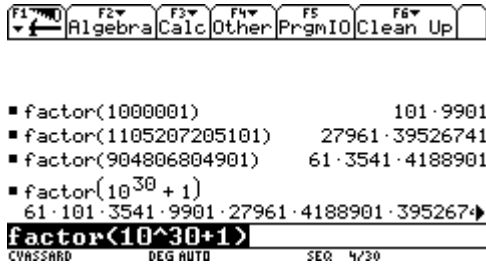 F1 F2 Algebra F3 Calc F4 Other F5 PrgmIO F6 Clean Up
▪ factor(1000001) 101·9901
▪ factor(1105207205101) 27961·39526741
▪ factor(904806804901) 61·3541·4188901
▪ factor(10^30 + 1)
61·101·3541·9901·27961·4188901·395267
factor(10^30+1)
CVASSARD DEG AUTO SEQ 4/30